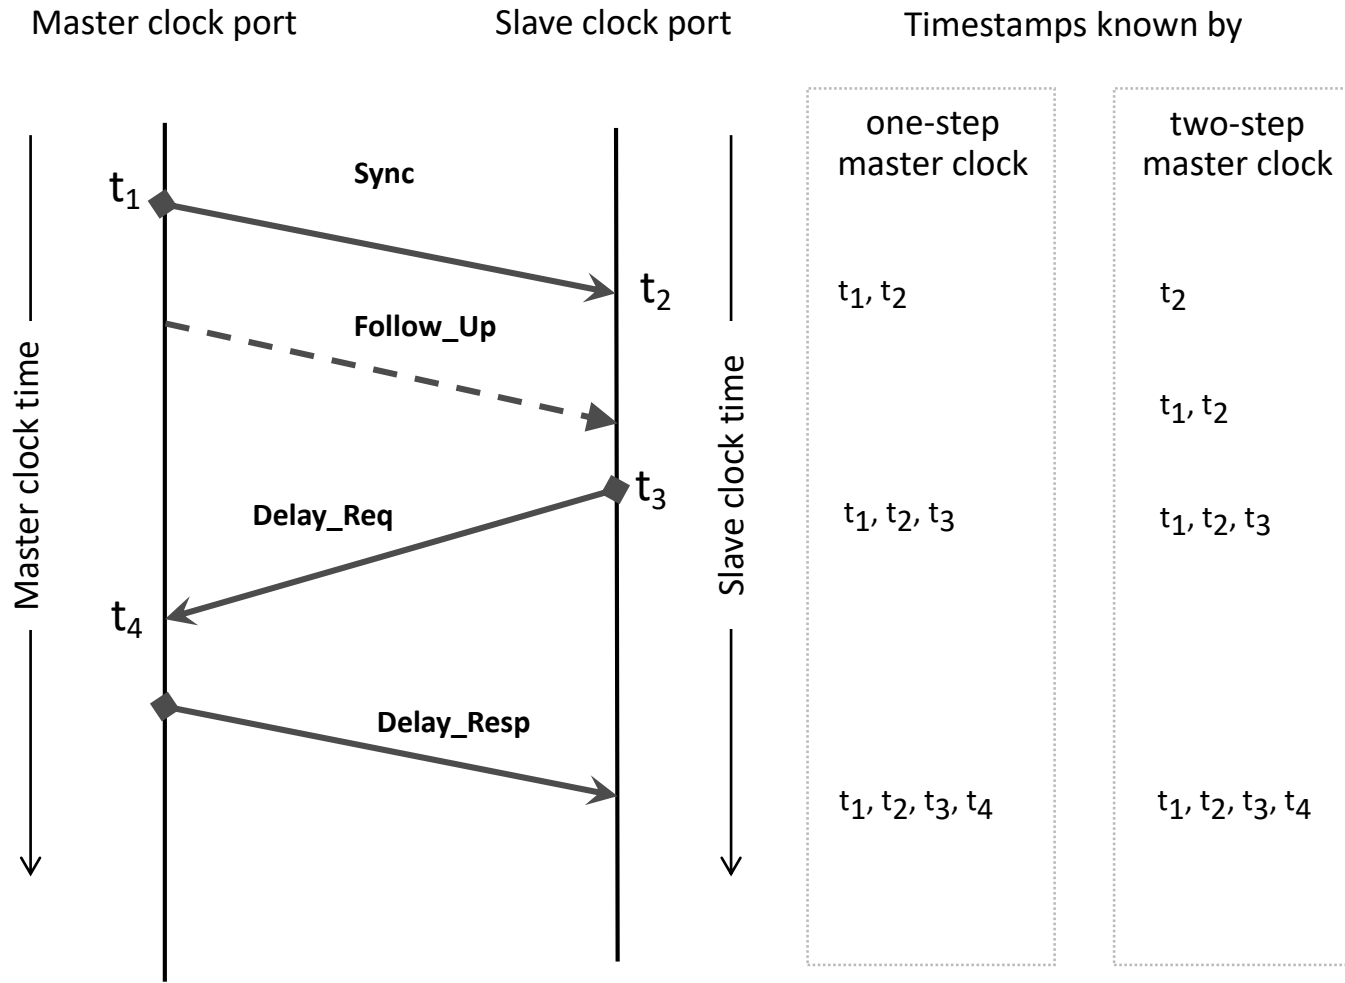 Master clock port
Slave clock port
Timestamps known by
one-step
master clock
two-step
master clock
Sync
t₁
t₂
t₁, t₂
t₂
Follow_Up
t₁, t₂
Master clock time
Slave clock time
t₃
Delay_Req
t₁, t₂, t₃
t₁, t₂, t₃
t₄
Delay_Resp
t₁, t₂, t₃, t₄
t₁, t₂, t₃, t₄